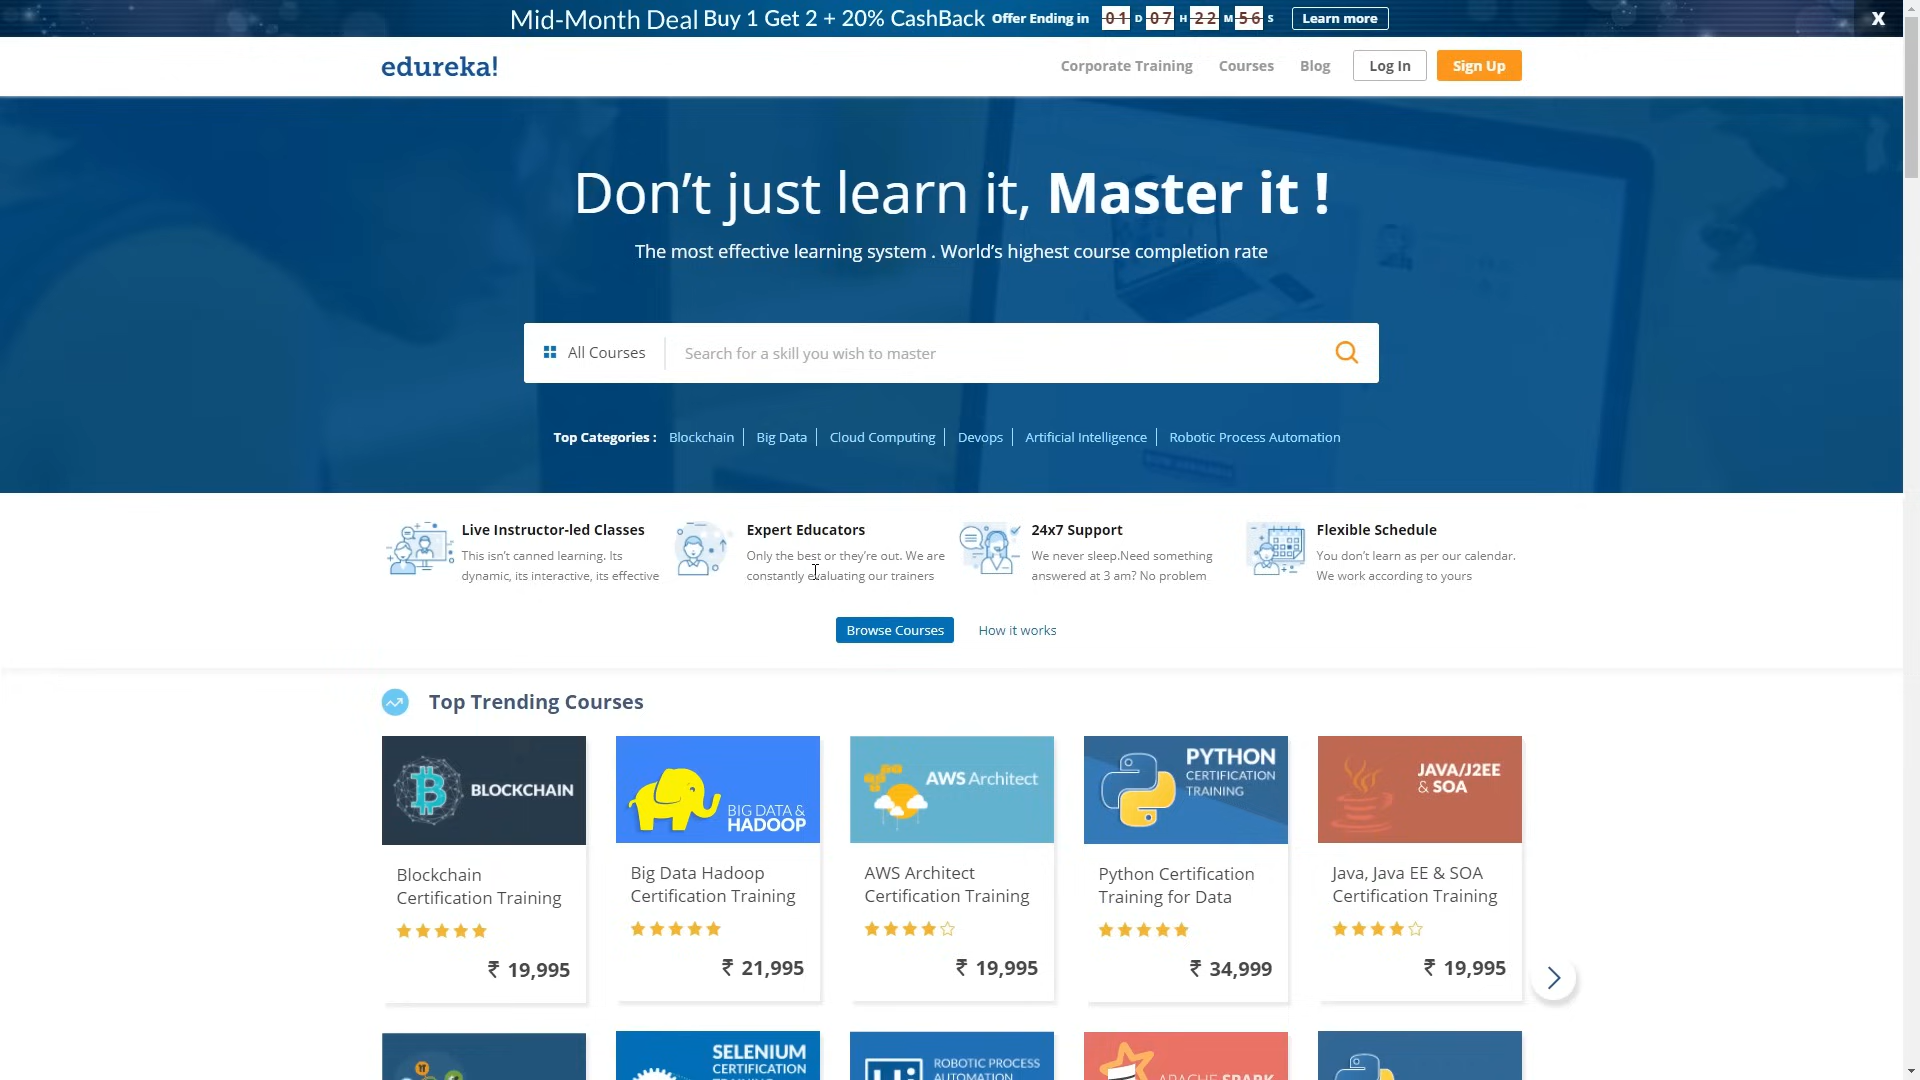 Mid-Month Deal Buy 1 Get 2 + 20% CashBack Offer Ending in 01 D 07 H 22 M 56 S Learn more X
edureka! Corporate Training Courses Blog Log In Sign Up
Don't just learn it, Master it !
The most effective learning system . World's highest course completion rate
All Courses Search for a skill you wish to master
Top Categories : Blockchain Big Data Cloud Computing Devops Artificial Intelligence Robotic Process Automation
Live Instructor-led Classes
This isn't canned learning. Its
dynamic, its interactive, its effective
Expert Educators
Only the best or they're out. We are
constantly evaluating our trainers
24x7 Support
We never sleep.Need something
answered at 3 am? No problem
Flexible Schedule
You don't learn as per our calendar.
We work according to yours
Browse Courses How it works
Top Trending Courses
BLOCKCHAIN
Blockchain
Certification Training
₹ 19,995
BIG DATA &
HADOOP
Big Data Hadoop
Certification Training
₹ 21,995
AWS Architect
AWS Architect
Certification Training
₹ 19,995
PYTHON
CERTIFICATION
TRAINING
Python Certification
Training for Data
₹ 34,999
JAVA/J2EE
& SOA
Java, Java EE & SOA
Certification Training
₹ 19,995
SELENIUM
CERTIFICATION
ROBOTIC PROCESS
AUTOMATION
APACHE SPARK